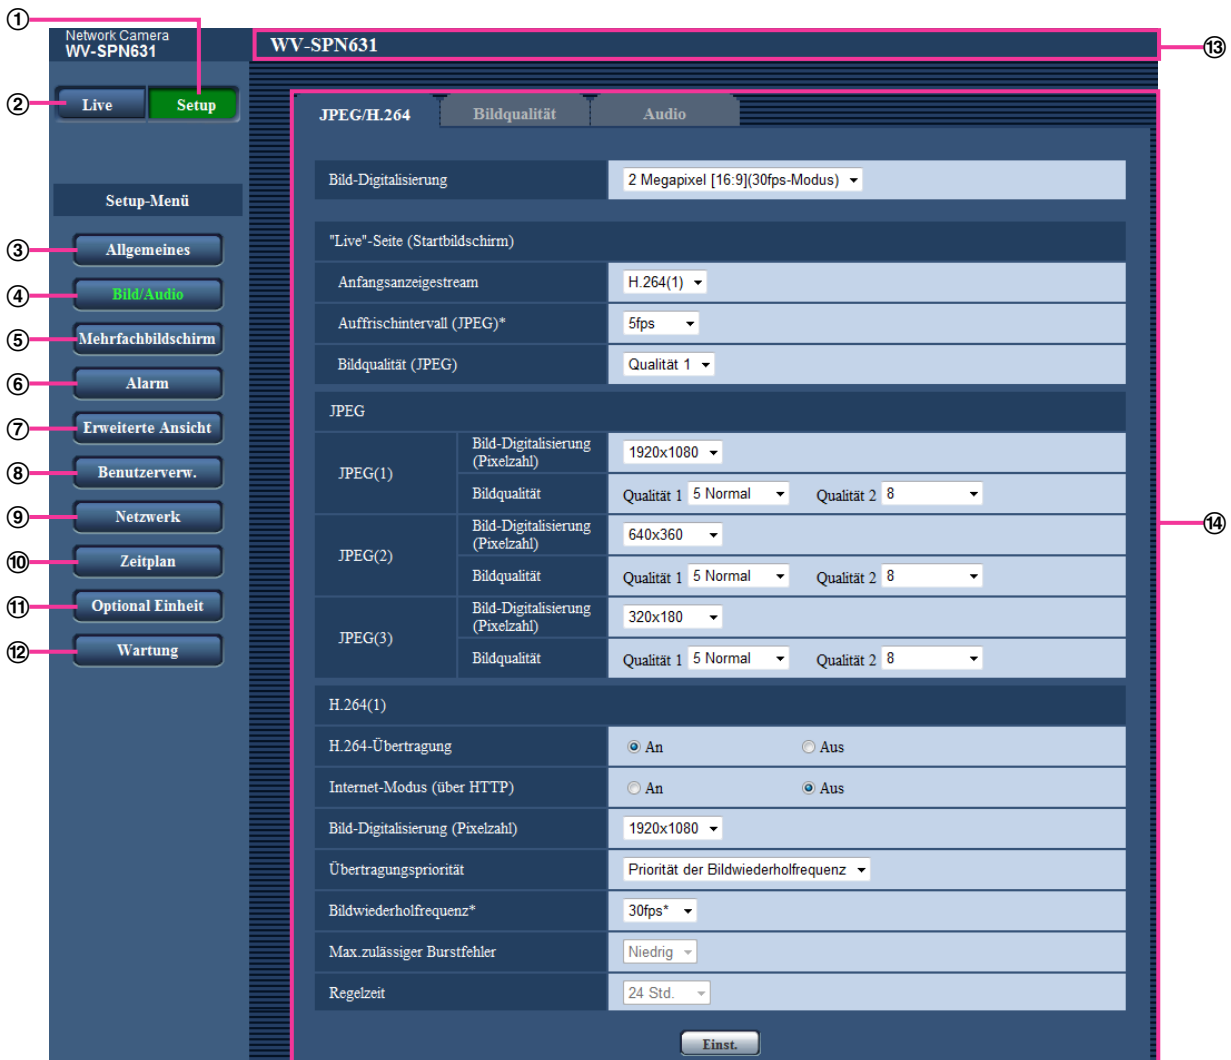 ①
Network Camera
WV-SPN631
WV-SPN631
⑬
② Live Setup
JPEG/H.264 Bildqualität Audio
Setup-Menü
③ Allgemeines
④ Bild/Audio
⑤ Mehrfachbildschirm
⑥ Alarm
⑦ Erweiterte Ansicht
⑧ Benutzerverw.
⑨ Netzwerk
⑩ Zeitplan
⑪ Optional Einheit
⑫ Wartung
Bild-Digitalisierung 2 Megapixel [16:9](30fps-Modus)
"Live"-Seite (Startbildschirm)
Anfangsanzeigestream H.264(1)
Auffrischintervall (JPEG)* 5fps
Bildqualität (JPEG) Qualität 1
JPEG
JPEG(1)
Bild-Digitalisierung (Pixelzahl) 1920x1080
Bildqualität Qualität 1 5 Normal Qualität 2 8
JPEG(2)
Bild-Digitalisierung (Pixelzahl) 640x360
Bildqualität Qualität 1 5 Normal Qualität 2 8
JPEG(3)
Bild-Digitalisierung (Pixelzahl) 320x180
Bildqualität Qualität 1 5 Normal Qualität 2 8
⑭
H.264(1)
H.264-Übertragung An Aus
Internet-Modus (über HTTP) An Aus
Bild-Digitalisierung (Pixelzahl) 1920x1080
Übertragungspriorität Priorität der Bildwiederholfrequenz
Bildwiederholfrequenz* 30fps*
Max.zulässiger Burstfehler Niedrig
Regelzeit 24 Std.
Einst.